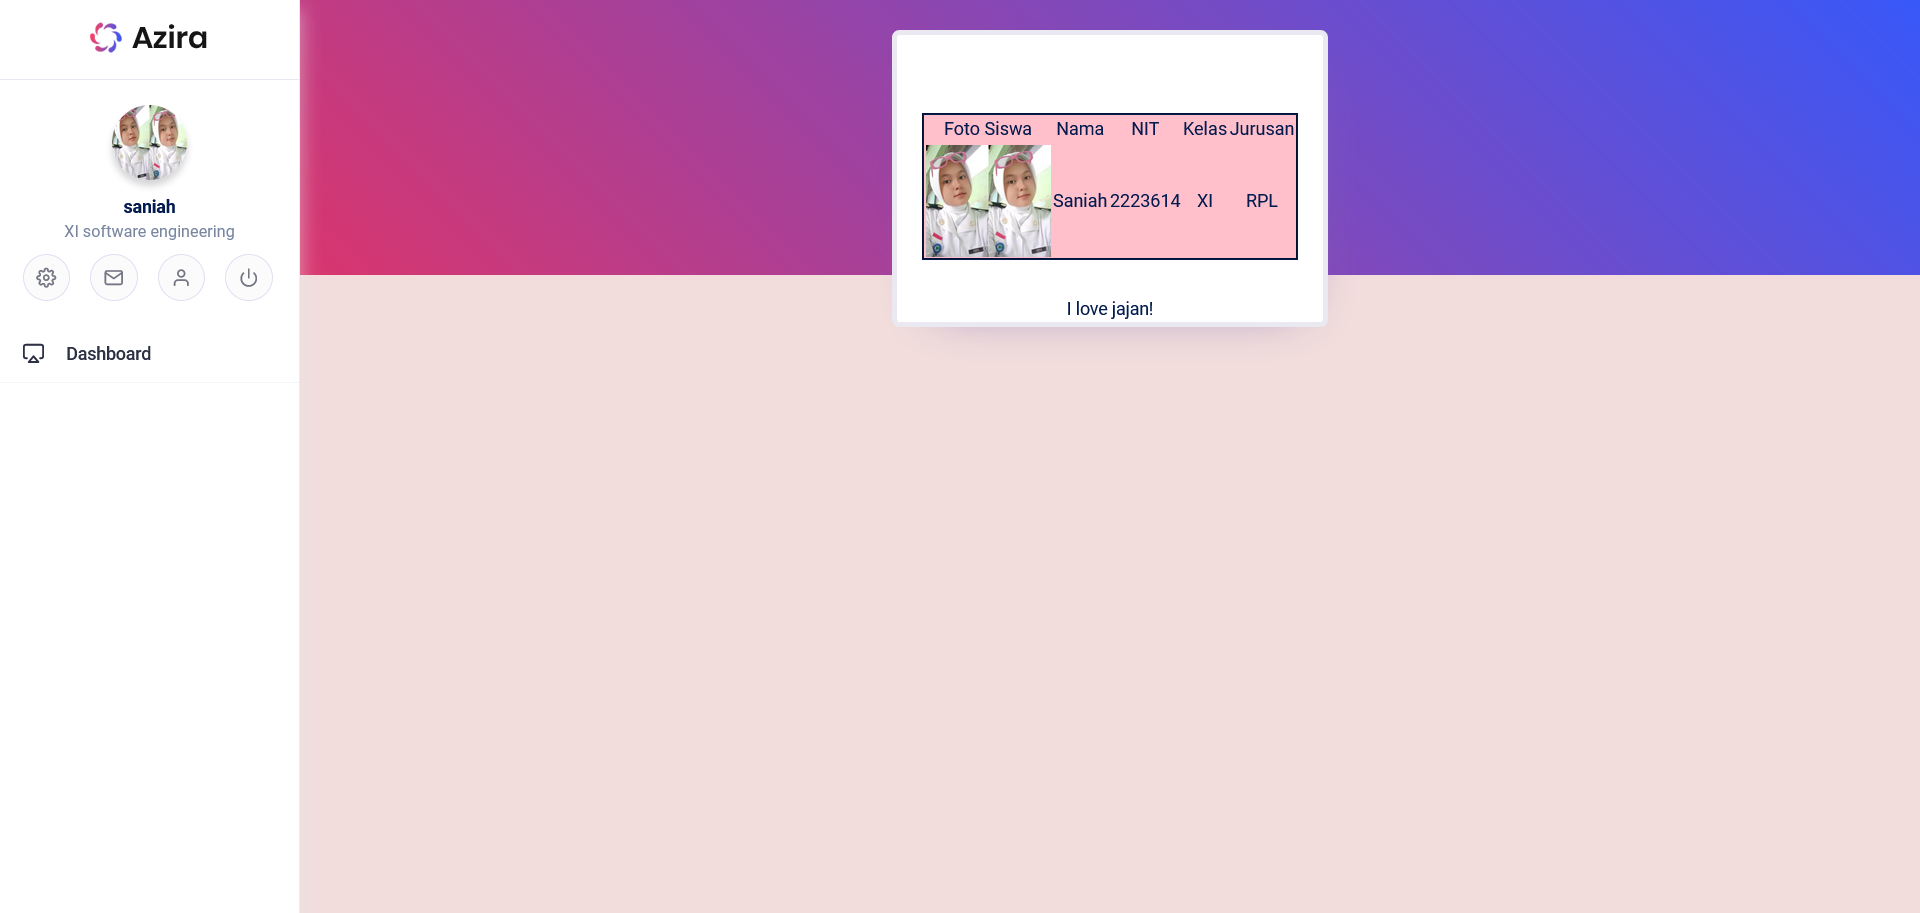 Azira
saniah
XI software engineering
Dashboard
Foto Siswa Nama NIT Kelas Jurusan
Saniah 2223614 XI RPL
I love jajan!